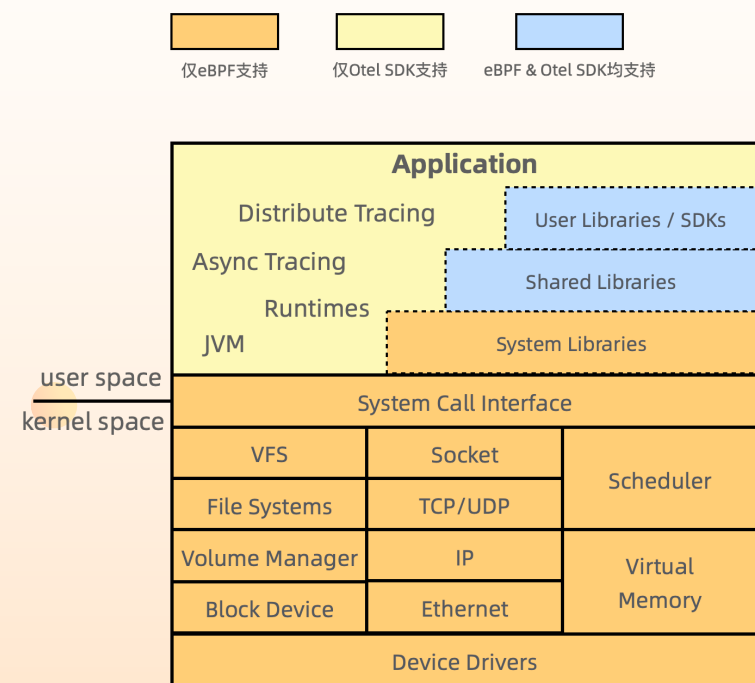 仅eBPF支持
仅Otel SDK支持
eBPF & Otel SDK均支持
Application
Distribute Tracing
User Libraries / SDKs
Async Tracing
Shared Libraries
Runtimes
JVM
System Libraries
user space
kernel space
System Call Interface
VFS
Socket
Scheduler
File Systems
TCP/UDP
Volume Manager
IP
Virtual
Memory
Block Device
Ethernet
Device Drivers